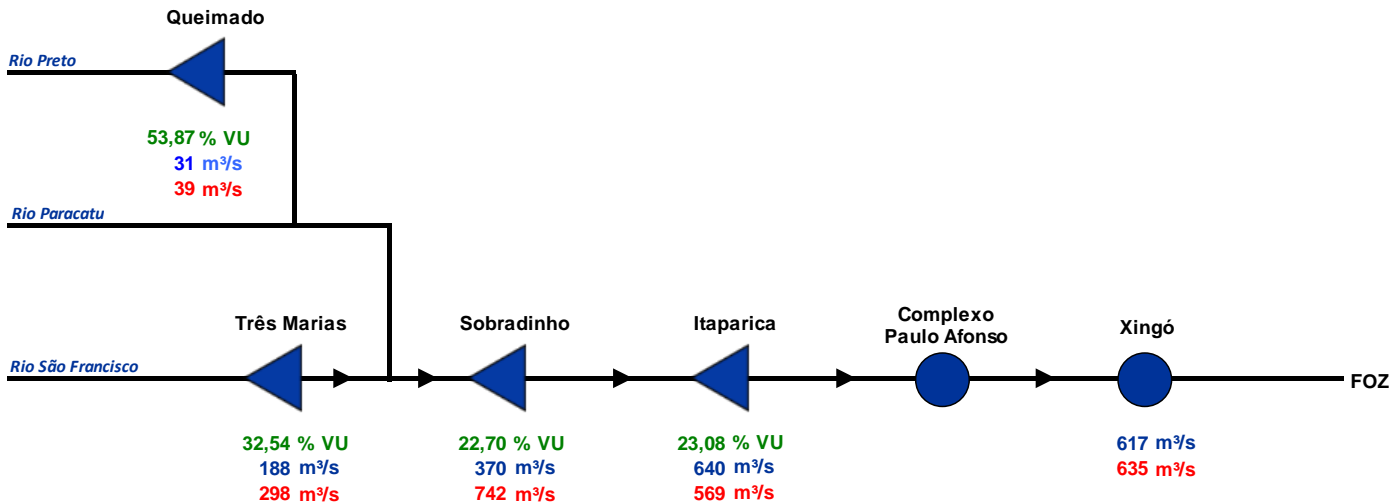 Queimado
Rio Preto
53,87 % VU
31 m³/s
39 m³/s
Rio Paracatu
Três Marias
Sobradinho
Itaparica
Complexo
Paulo Afonso
Xingó
Rio São Francisco
FOZ
32,54 % VU
188 m³/s
298 m³/s
22,70 % VU
370 m³/s
742 m³/s
23,08 % VU
640 m³/s
569 m³/s
617 m³/s
635 m³/s